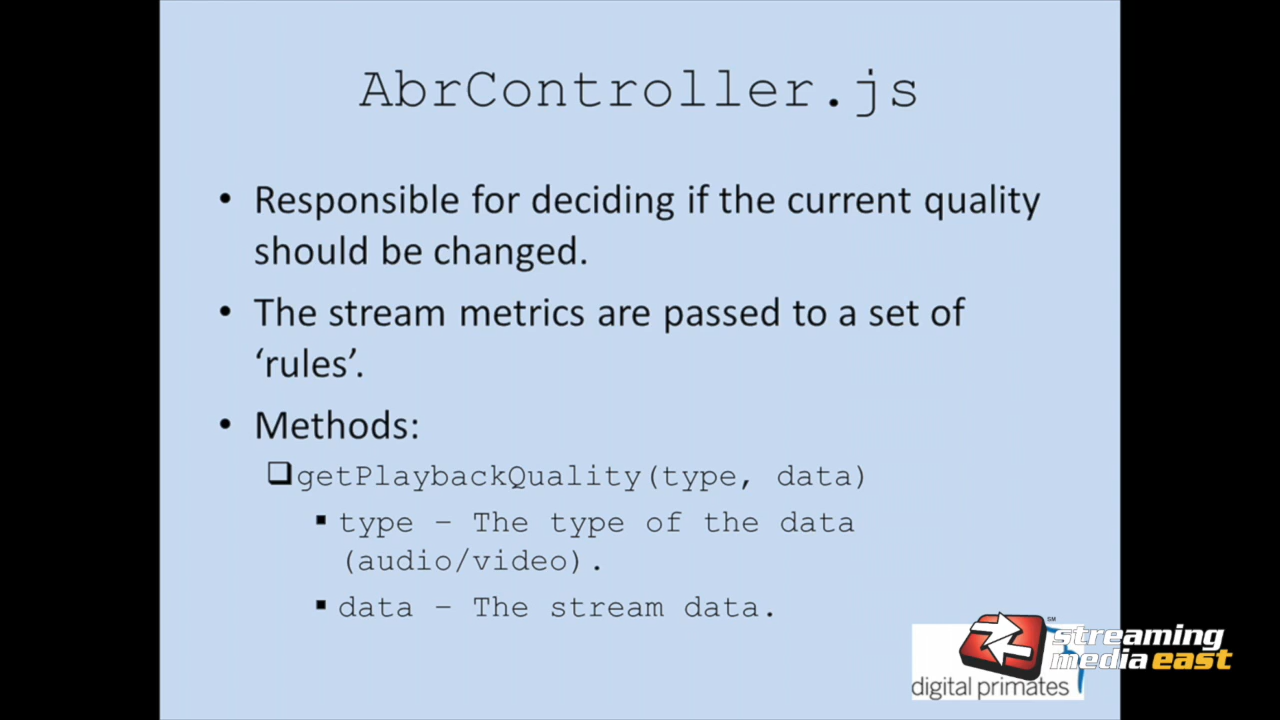 AbrController.js
• Responsible for deciding if the current quality
should be changed.
• The stream metrics are passed to a set of
‘rules’.
• Methods:
❑getPlaybackQuality(type, data)
▪ type – The type of the data
(audio/video).
▪ data – The stream data.
SM
streaming
media east
digital primates